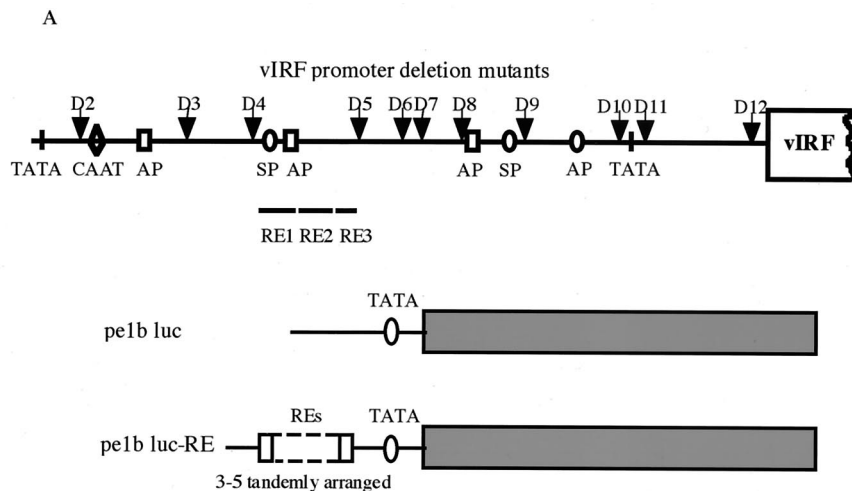 A
vIRF promoter deletion mutants
D2 D3 D4 D5 D6 D7 D8 D9 D10 D11 D12
vIRF
TATA CAAT AP SP AP AP SP AP TATA
RE1 RE2 RE3
TATA
pe1b luc
REs TATA
pe1b luc-RE
3-5 tandemly arranged